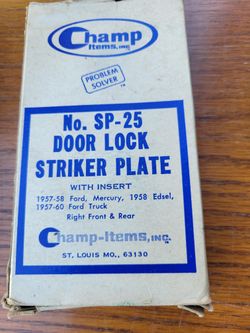 Champ
Items, inc.
PROBLEM
SOLVER
TM
No. SP-25
DOOR LOCK
STRIKER PLATE
WITH INSERT
1957-58 Ford, Mercury, 1958 Edsel,
1957-60 Ford Truck
Right Front & Rear
Champ-Items, INC.
ST. LOUIS MO., 63130